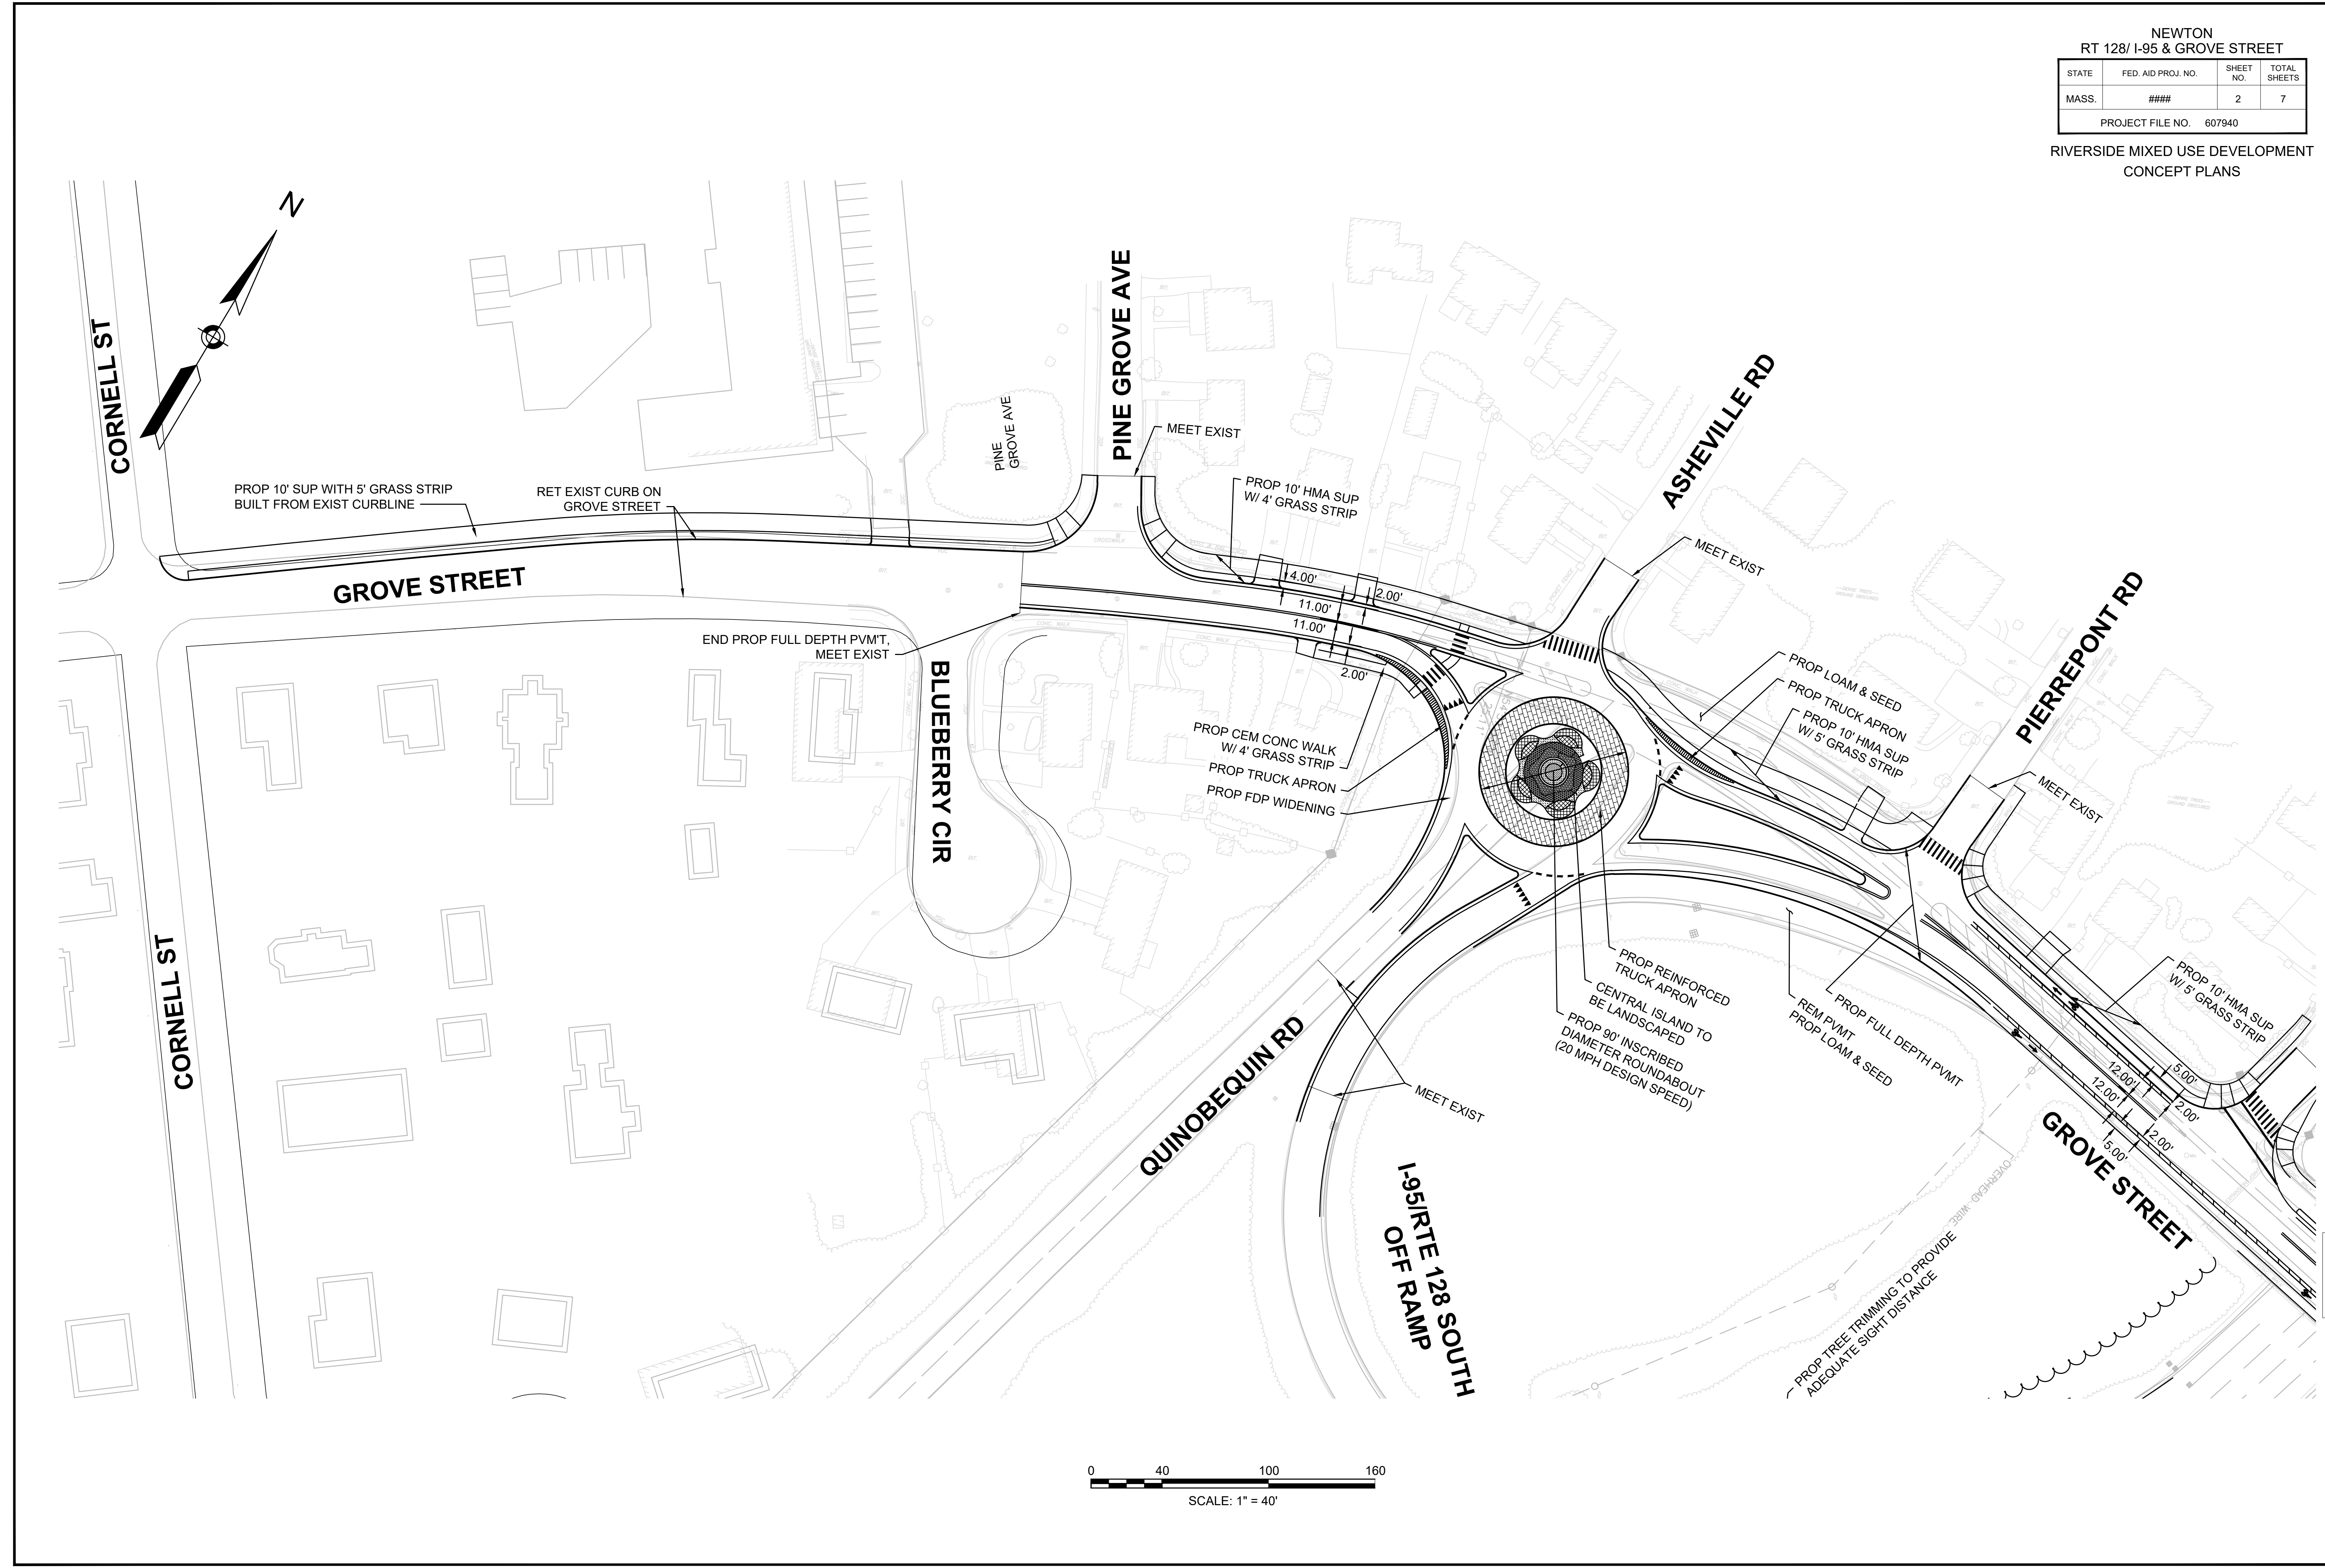 NEWTON
RT 128/ I-95 & GROVE STREET
STATE
FED. AID PROJ. NO.
SHEET
NO.
TOTAL
SHEETS
MASS.
####
2
7
PROJECT FILE NO. 607940
RIVERSIDE MIXED USE DEVELOPMENT
CONCEPT PLANS
N
CORNELL ST
PROP 10' SUP WITH 5' GRASS STRIP
BUILT FROM EXIST CURBLINE
RET EXIST CURB ON
GROVE STREET
PINE
GROVE AVE
PINE GROVE AVE
MEET EXIST
PROP 10' HMA SUP
W/ 4' GRASS STRIP
ASHEVILLE RD
MEET EXIST
PIERREPONT RD
MEET EXIST
GROVE STREET
CROSSWALK
4.00'
2.00'
11.00'
11.00'
2.00'
END PROP FULL DEPTH PVM'T,
MEET EXIST
CONC. WALK
CONC. WALK
BLUEBERRY CIR
PROP LOAM & SEED
PROP TRUCK APRON
PROP 10' HMA SUP
W/ 5' GRASS STRIP
PROP CEM CONC WALK
W/ 4' GRASS STRIP
PROP TRUCK APRON
PROP FDP WIDENING
PROP REINFORCED
TRUCK APRON
CENTRAL ISLAND TO
BE LANDSCAPED
PROP 90' INSCRIBED
DIAMETER ROUNDABOUT
(20 MPH DESIGN SPEED)
PROP FULL DEPTH PVMT
REM PVMT
PROP LOAM & SEED
PROP 10' HMA SUP
W/ 5' GRASS STRIP
CORNELL ST
QUINOBEQUIN RD
MEET EXIST
5.00'
12.00'
12.00'
2.00'
2.00'
5.00'
GROVE STREET
I-95/RTE 128 SOUTH
OFF RAMP
OVERHEAD WIRE
PROP TREE TRIMMING TO PROVIDE
ADEQUATE SIGHT DISTANCE
0 40 100 160
SCALE: 1" = 40'